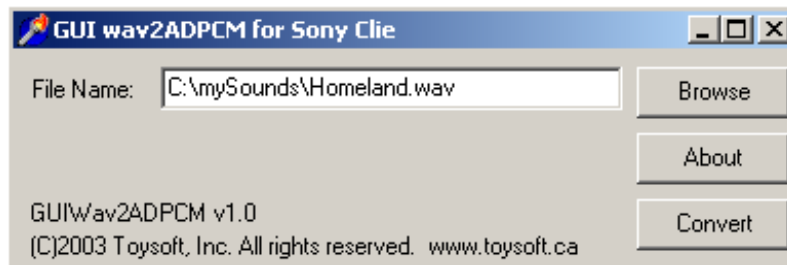 GUI wav2ADPCM for Sony Clie
File Name: C:\mySounds\Homeland.wav Browse
About
GUIWav2ADPCM v1.0
Convert
(C)2003 Toysoft, Inc. All rights reserved. www.toysoft.ca